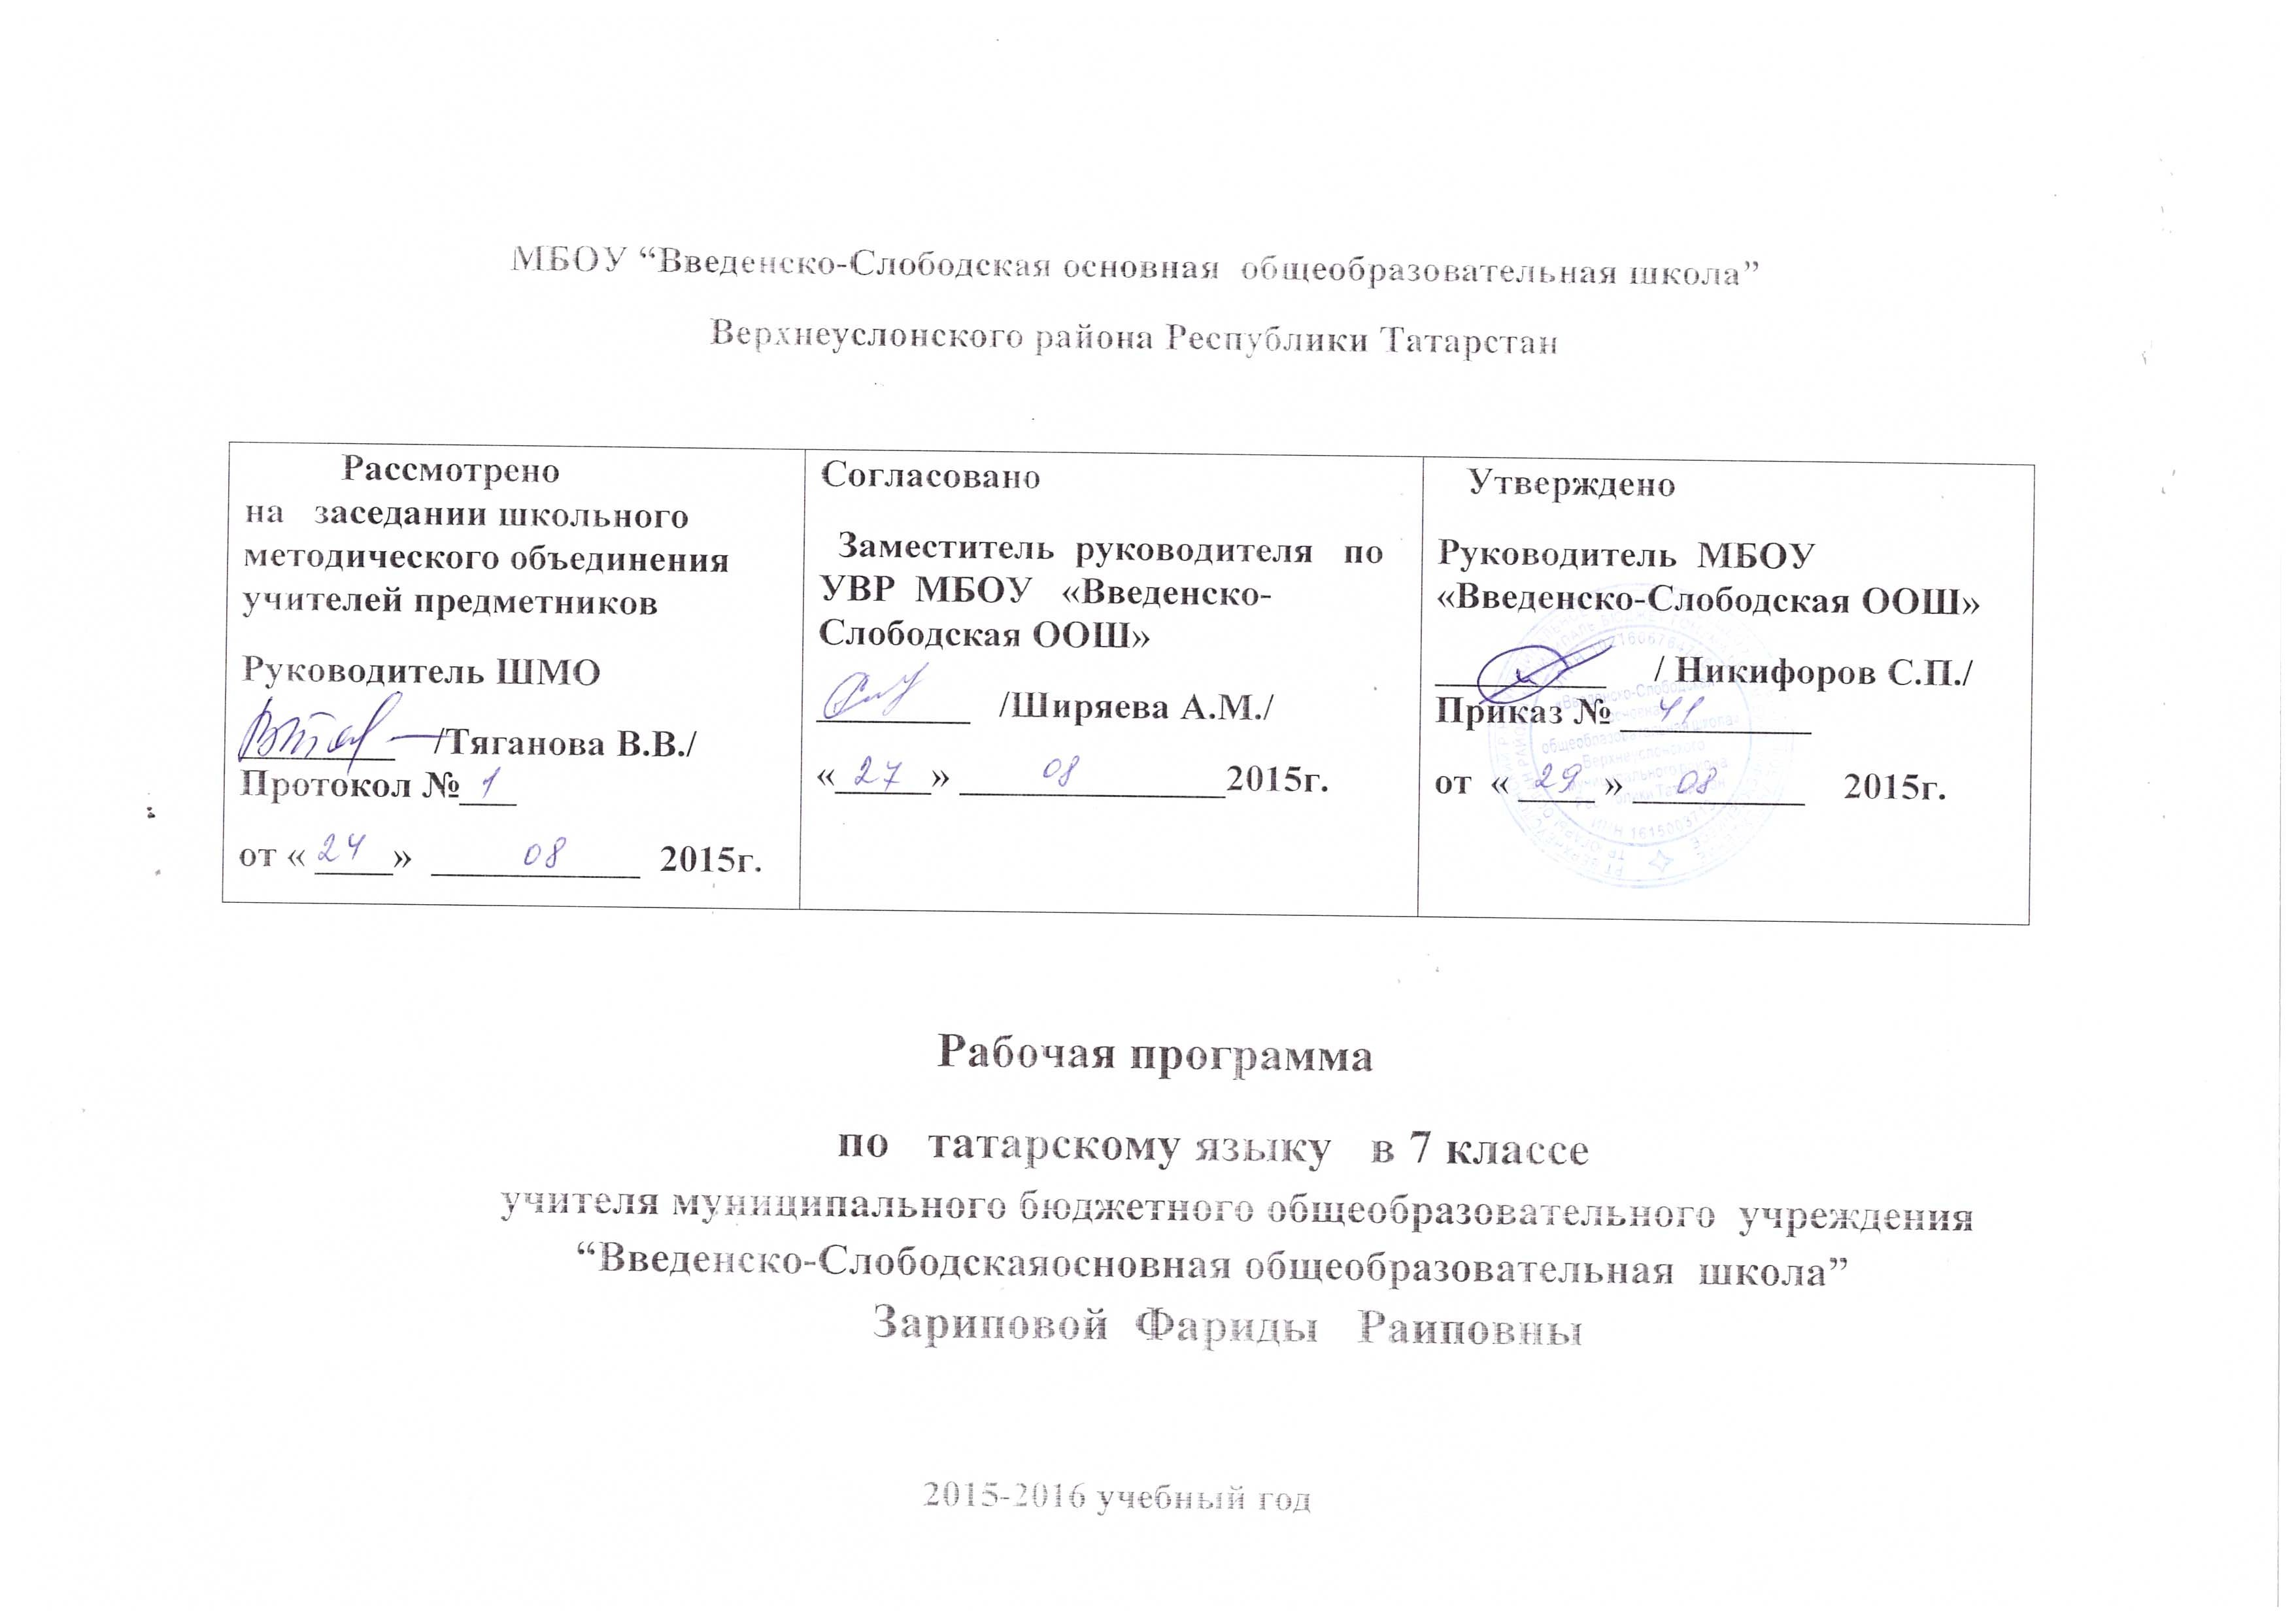 МБОУ “Введенско-Слободская основная общеобразовательная школа”
Верхнеуслонского района Республики Татарстан
Рассмотрено
на заседании школьного
методического объединения
учителей предметников
Руководитель ШМО
/Тяганова В.В./
Протокол № 1
от « 24 » 08 2015г.
Согласовано
Заместитель руководителя по
УВР МБОУ «Введенско-
Слободская ООШ»
/Ширяева А.М./
« 27 » 08 2015г.
Утверждено
Руководитель МБОУ
«Введенско-Слободская ООШ»
/ Никифоров С.П./
Приказ № 41
от « 29 » 08 2015г.
Рабочая программа
по татарскому языку в 7 классе
учителя муниципального бюджетного общеобразовательного учреждения
“Введенско-Слободскаяосновная общеобразовательная школа”
Зариповой Фариды Раиповны
2015-2016 учебный год